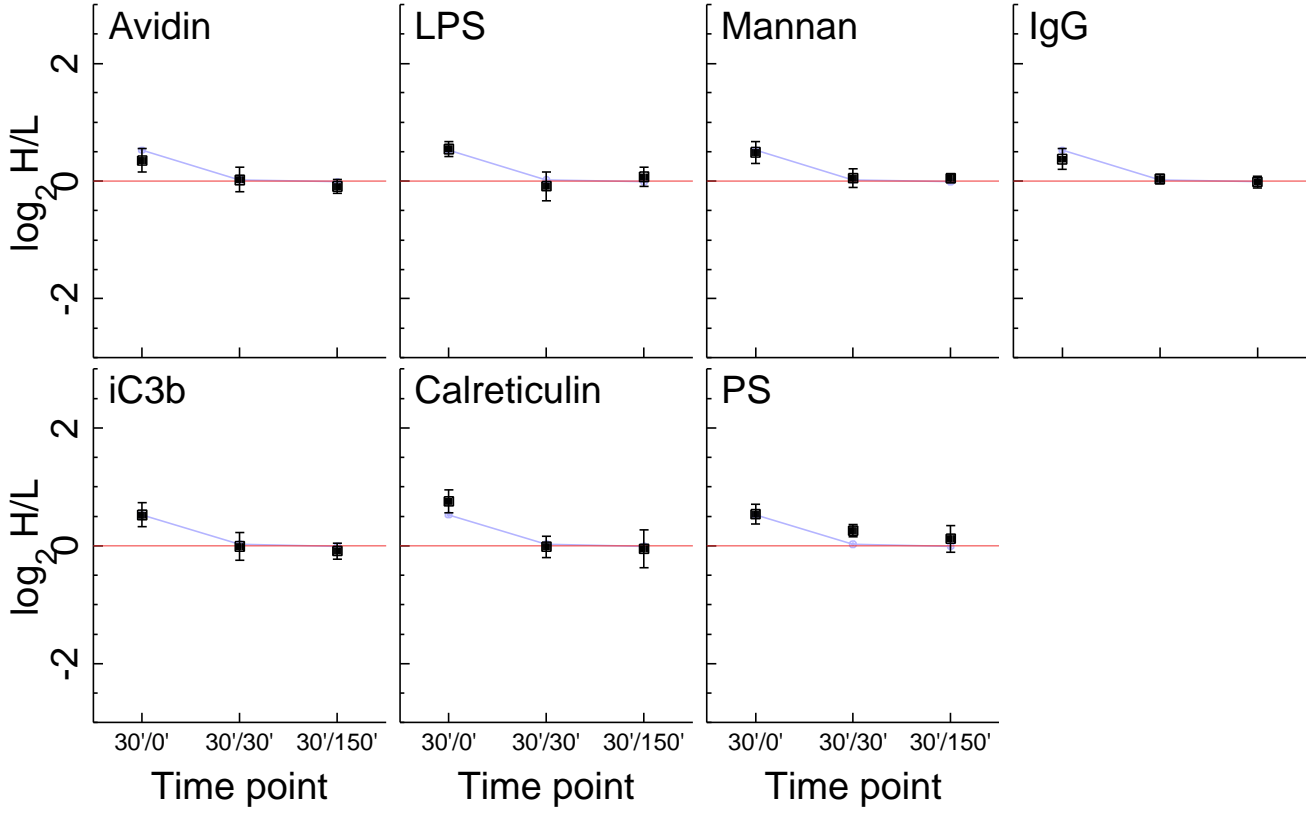 Avidin LPS Mannan IgG
log2 H/L
2
0
-2
iC3b Calreticulin PS
log2 H/L
2
0
-2
30'/0' 30'/30' 30'/150' 30'/0' 30'/30' 30'/150' 30'/0' 30'/30' 30'/150'
Time point Time point Time point